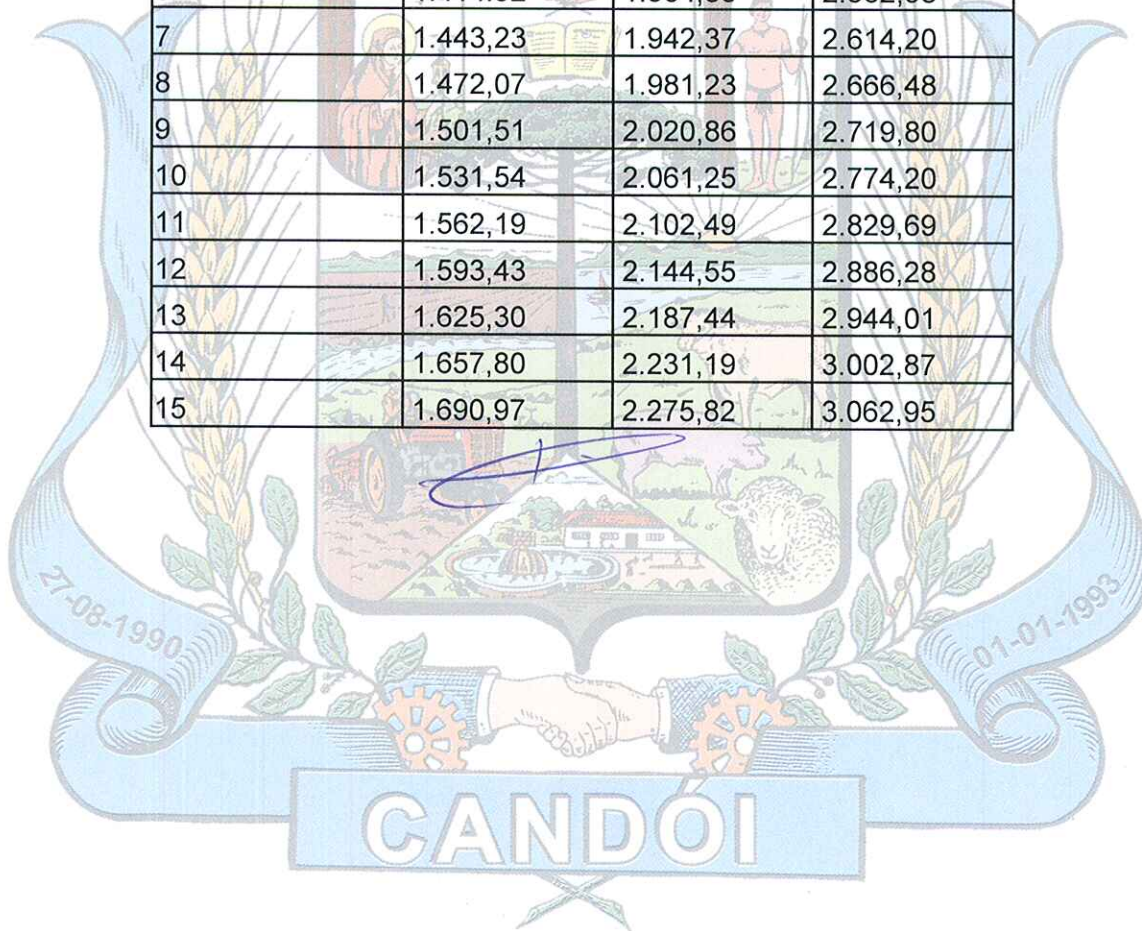 7 1.443,23 1.942,37 2.614,20
8 1.472,07 1.981,23 2.666,48
9 1.501,51 2.020,86 2.719,80
10 1.531,54 2.061,25 2.774,20
11 1.562,19 2.102,49 2.829,69
12 1.593,43 2.144,55 2.886,28
13 1.625,30 2.187,44 2.944,01
14 1.657,80 2.231,19 3.002,87
15 1.690,97 2.275,82 3.062,95
27-08-1990
01-01-1993
CANDÓI